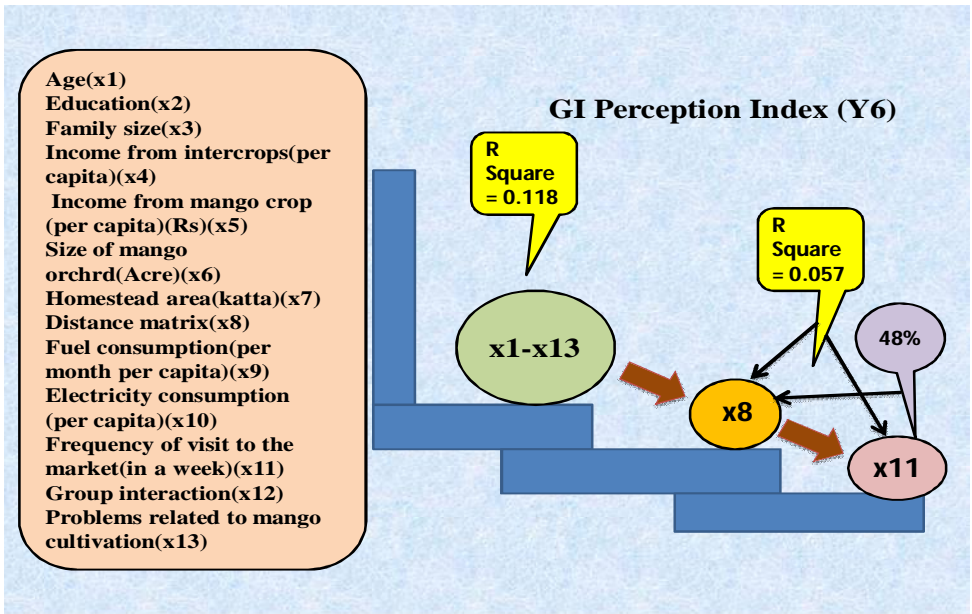 Age(x1)
Education(x2)
Family size(x3)
Income from intercrops(per
capita)(x4)
Income from mango crop
(per capita)(Rs)(x5)
Size of mango
orchrd(Acre)(x6)
Homestead area(katta)(x7)
Distance matrix(x8)
Fuel consumption(per
month per capita)(x9)
Electricity consumption
(per capita)(x10)
Frequency of visit to the
market(in a week)(x11)
Group interaction(x12)
Problems related to mango
cultivation(x13)
GI Perception Index (Y6)
R
Square
= 0.118
R
Square
= 0.057
48%
x1-x13
x8
x11